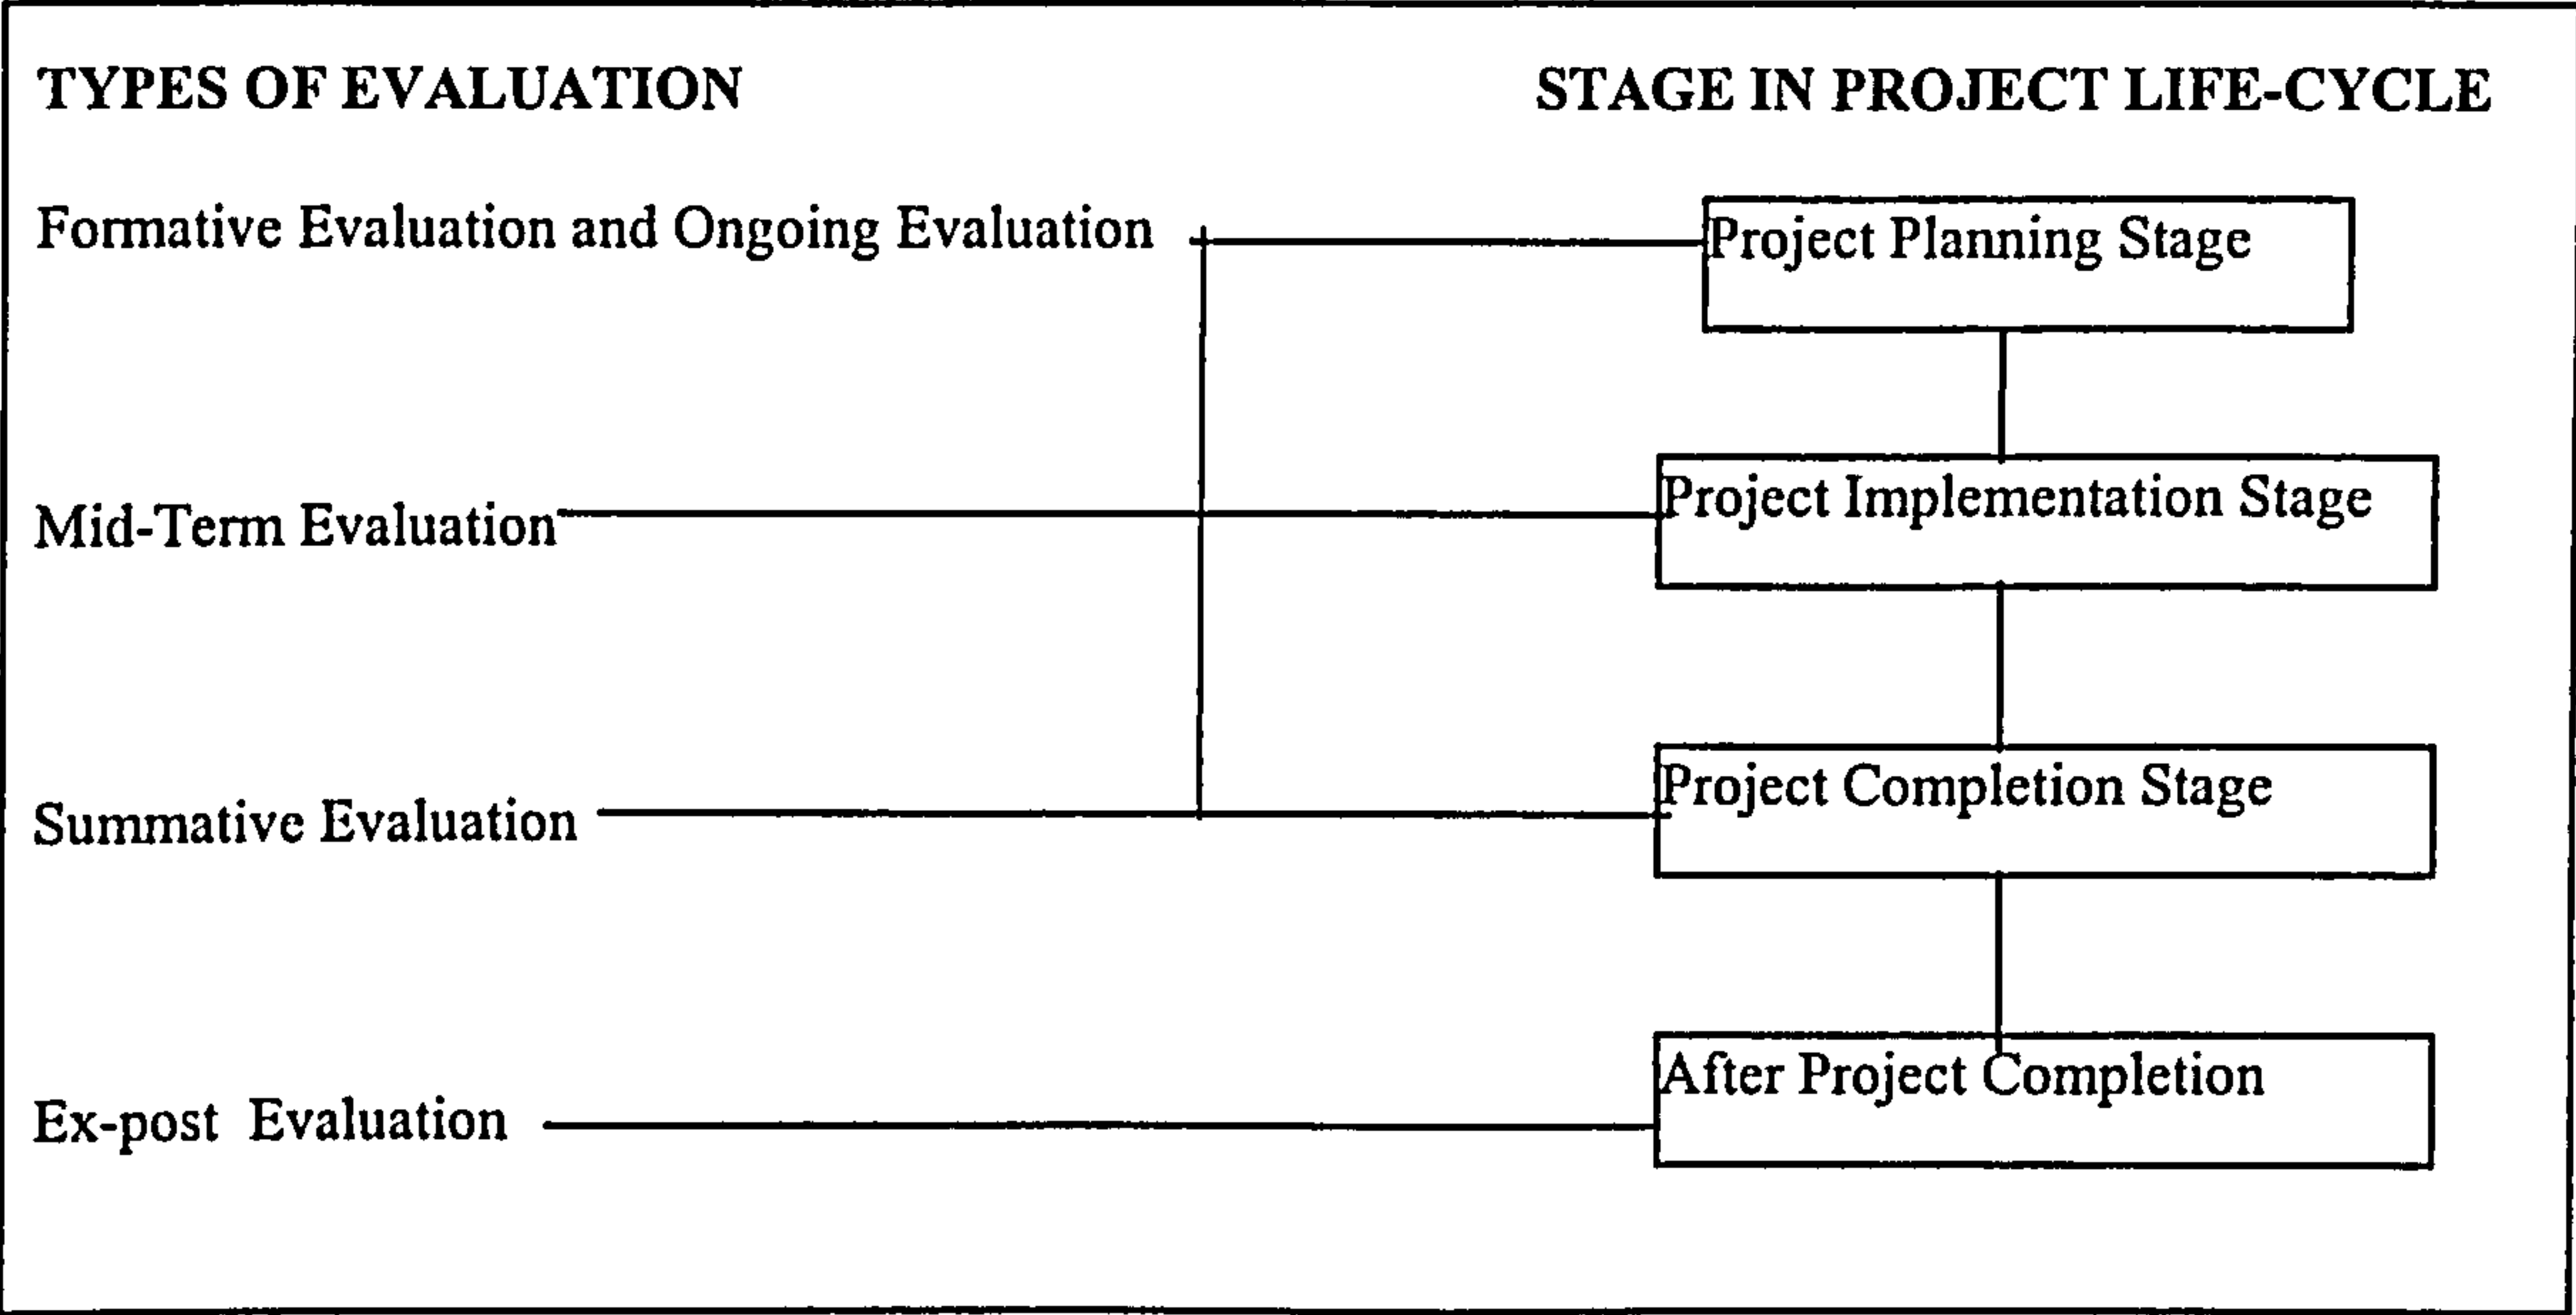 TYPES OF EVALUATION
STAGE IN PROJECT LIFE-CYCLE
Formative Evaluation and Ongoing Evaluation
Project Planning Stage
Mid-Term Evaluation
Project Implementation Stage
Summative Evaluation
Project Completion Stage
Ex-post Evaluation
After Project Completion